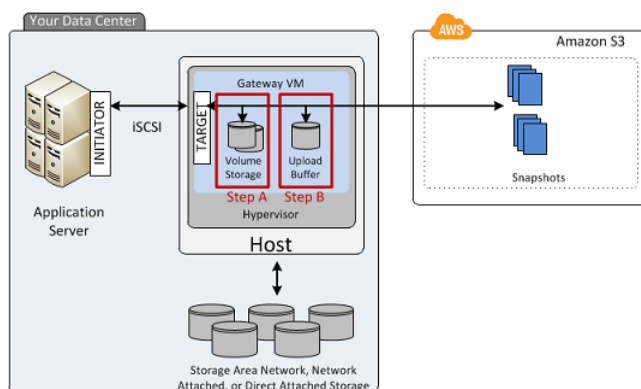 Your Data Center
AWS
Amazon S3
Gateway VM
INITIATOR
iSCSI
TARGET
Volume
Storage
Upload
Buffer
Step A
Step B
Hypervisor
Host
Application
Server
Snapshots
Storage Area Network, Network
Attached, or Direct Attached Storage